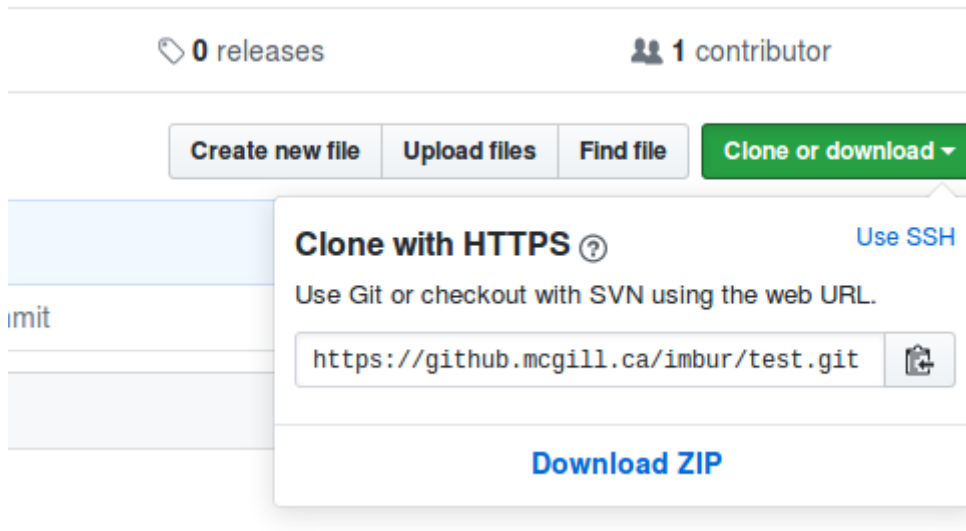 0 releases 1 contributor
Create new file Upload files Find file Clone or download
Clone with HTTPS Use SSH
Use Git or checkout with SVN using the web URL.
mit
https://github.mcgill.ca/imbur/test.git
Download ZIP